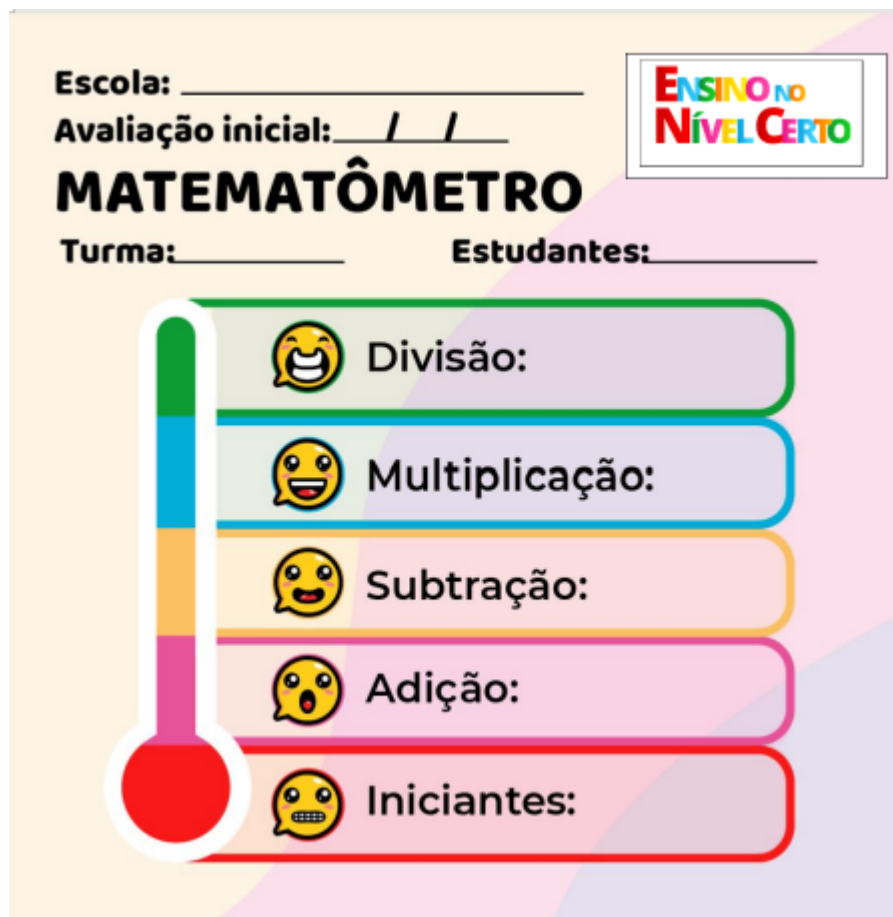 Escola:
ENSINO NO
NÍVEL CERTO
Avaliação inicial: / /
MATEMATÔMETRO
Turma: Estudantes:
Divisão:
Multiplicação:
Subtração:
Adição:
Iniciantes: